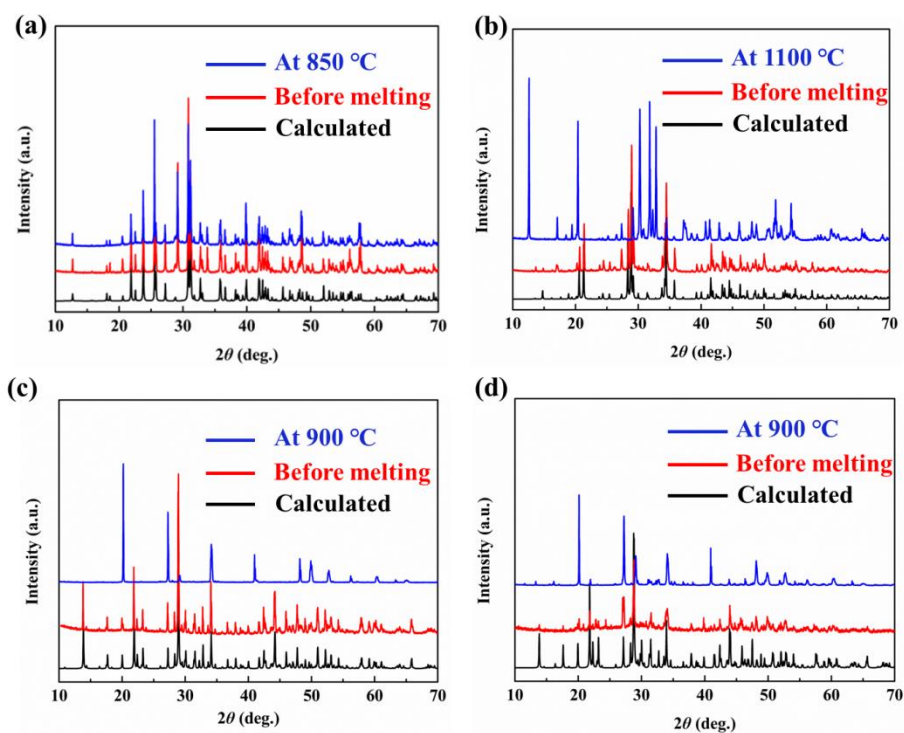 (a)
At 850 °C
Before melting
Calculated
Intensity (a.u.)
10 20 30 40 50 60 70
2θ (deg.)
(b)
At 1100 °C
Before melting
Calculated
Intensity (a.u.)
10 20 30 40 50 60 70
2θ (deg.)
(c)
At 900 °C
Before melting
Calculated
Intensity (a.u.)
10 20 30 40 50 60 70
2θ (deg.)
(d)
At 900 °C
Before melting
Calculated
Intensity (a.u.)
10 20 30 40 50 60 70
2θ (deg.)